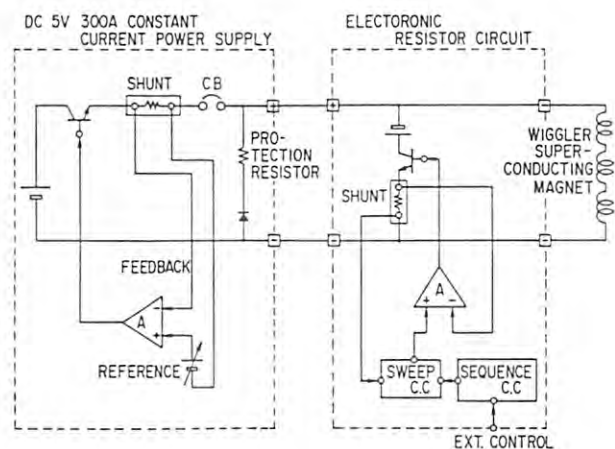 DC 5V 300A CONSTANT
CURRENT POWER SUPPLY
SHUNT
CB
PRO-
TECTION
RESISTOR
FEEDBACK
A
-
+
REFERENCE
ELECTORONIC
RESISTOR CIRCUIT
+
+
+
-
-
-
SHUNT
A
+ -
SWEEP
C.C
SEQUENCE
C.C
EXT. CONTROL
WIGGLER
SUPER-
CONDUCTING
MAGNET